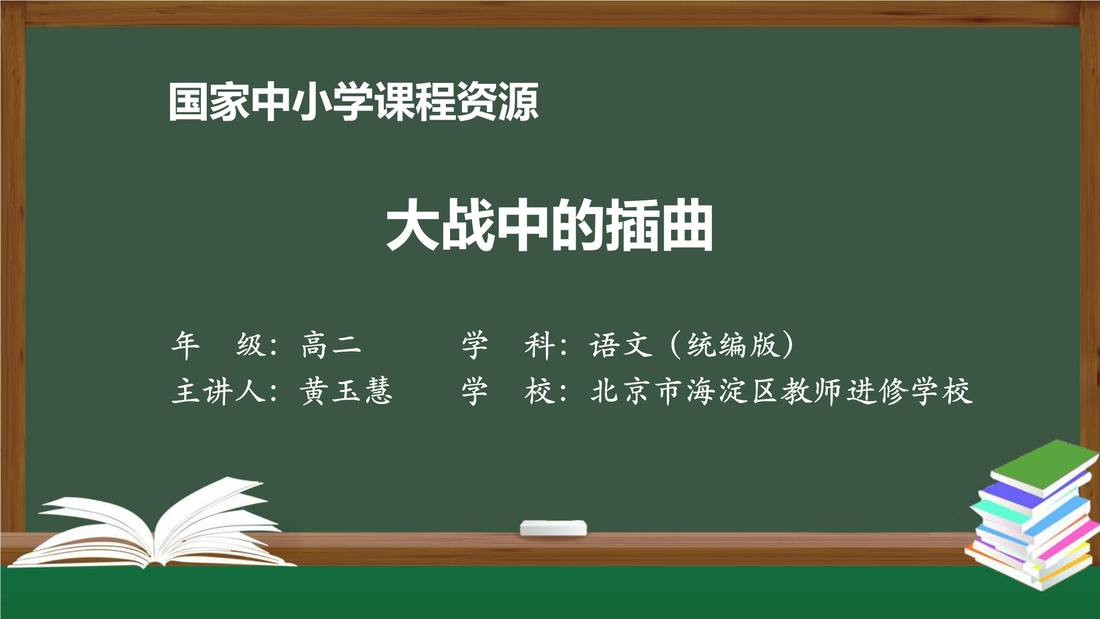 国家中小学课程资源
大战中的插曲
年 级：高二 学 科：语文（统编版）
主讲人：黄玉慧 学 校：北京市海淀区教师进修学校